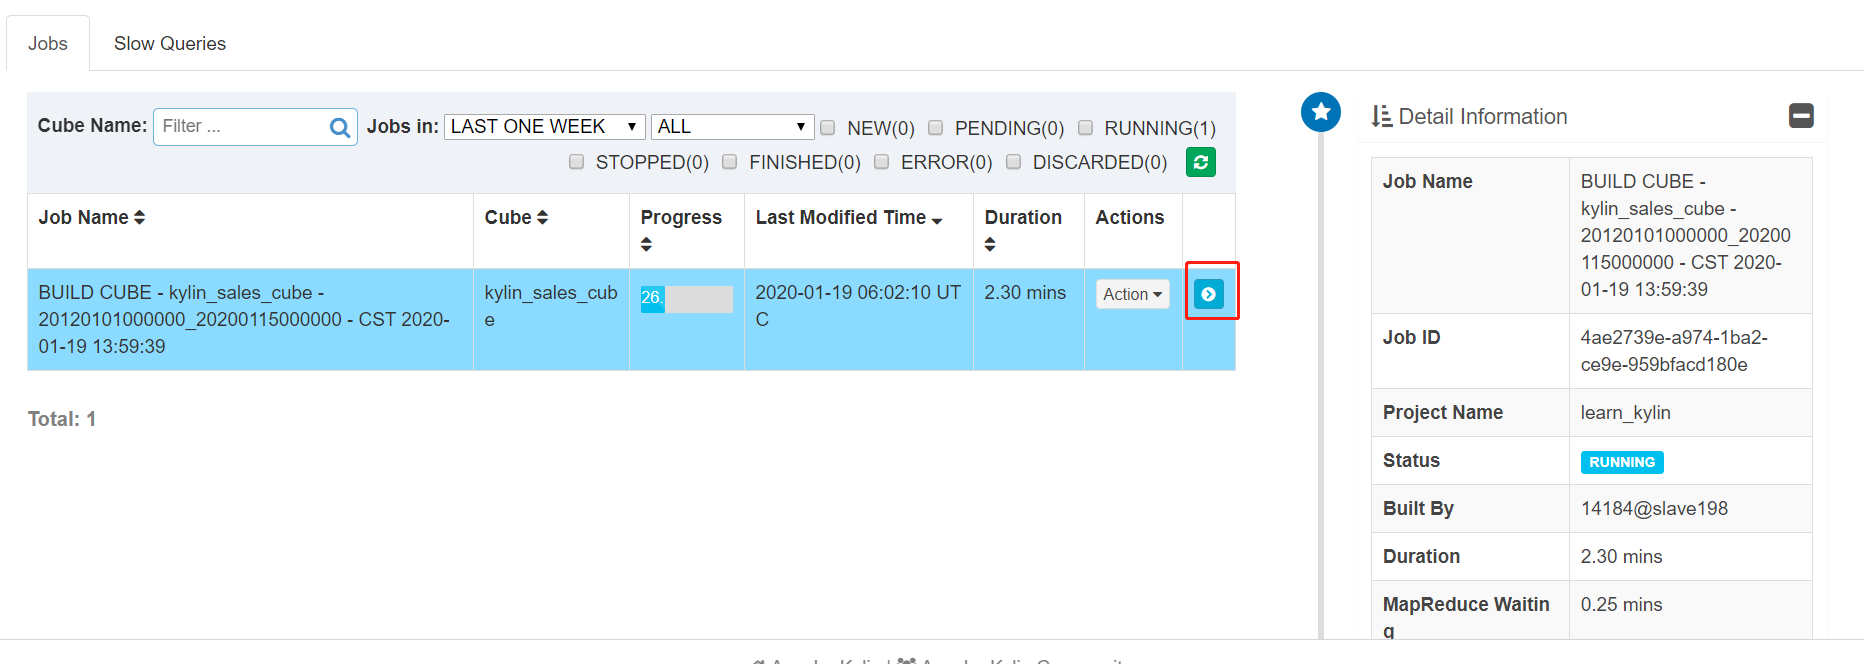 Jobs
Slow Queries
Cube Name:
Filter ...
Jobs in:
LAST ONE WEEK
ALL
NEW(0)
PENDING(0)
RUNNING(1)
STOPPED(0)
FINISHED(0)
ERROR(0)
DISCARDED(0)
Job Name
Cube
Progress
Last Modified Time
Duration
Actions
BUILD CUBE - kylin_sales_cube -
20120101000000_20200115000000 - CST 2020-
01-19 13:59:39
kylin_sales_cub
e
26.
2020-01-19 06:02:10 UT
C
2.30 mins
Action
Total: 1
Detail Information
Job Name
BUILD CUBE -
kylin_sales_cube -
20120101000000_20200
115000000 - CST 2020-
01-19 13:59:39
Job ID
4ae2739e-a974-1ba2-
ce9e-959bfacd180e
Project Name
learn_kylin
Status
RUNNING
Built By
14184@slave198
Duration
2.30 mins
MapReduce Waitin
g
0.25 mins